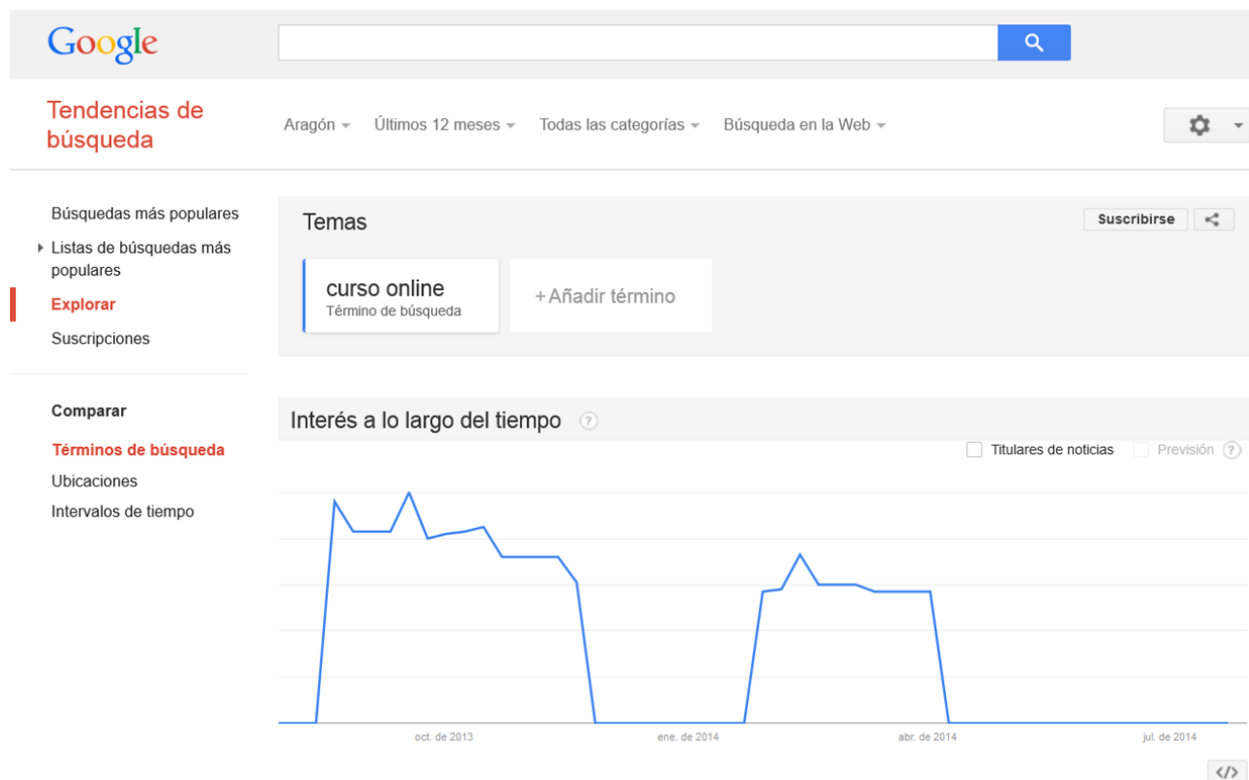 Google
Tendencias de
búsqueda
Aragón
Últimos 12 meses
Todas las categorías
Búsqueda en la Web
Búsquedas más populares
Listas de búsquedas más
populares
Explorar
Suscripciones
Comparar
Términos de búsqueda
Ubicaciones
Intervalos de tiempo
Temas
Suscribirse
curso online
Término de búsqueda
+Añadir término
Interés a lo largo del tiempo ?
Titulares de noticias
Previsión ?
oct. de 2013
ene. de 2014
abr. de 2014
jul. de 2014
</>